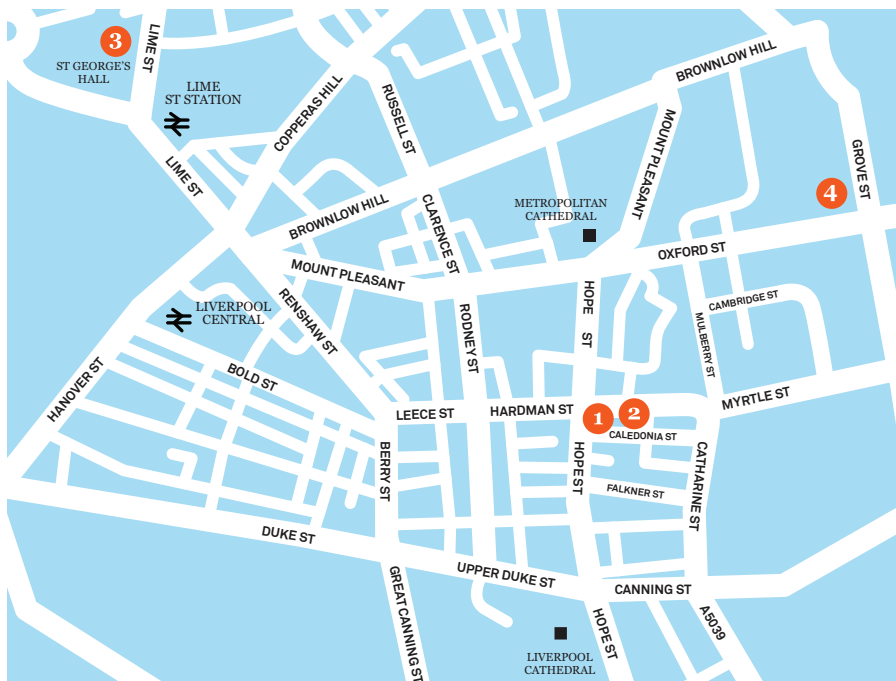 3
LIME ST
ST GEORGE'S
HALL
LIME
ST STATION
COPPERAS HILL
RUSSELL ST
BROWNLOW HILL
MOUNT PLEASANT
GROVE ST
4
LIME ST
BROWNLOW HILL
CLARENCE ST
METROPOLITAN
CATHEDRAL
OXFORD ST
MOUNT PLEASANT
RENSHAW ST
HOPE ST
CAMBRIDGE ST
LIVERPOOL
CENTRAL
RODNEY ST
MULBERRY ST
HANOVER ST
BOLD ST
LEECE ST
HARDMAN ST
1
2
MYRTLE ST
CALEDONIA ST
BERRY ST
HOPE ST
CATHARINE ST
FALKNER ST
DUKE ST
UPPER DUKE ST
CANNING ST
GREAT CANNING ST
HOPE ST
A5039
LIVERPOOL
CATHEDRAL